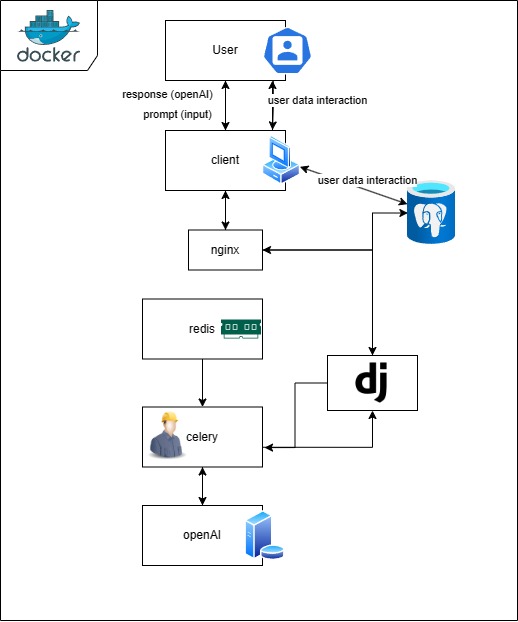 docker
User
response (openAI)
user data interaction
prompt (input)
client
user data interaction
nginx
redis
dj
celery
openAI